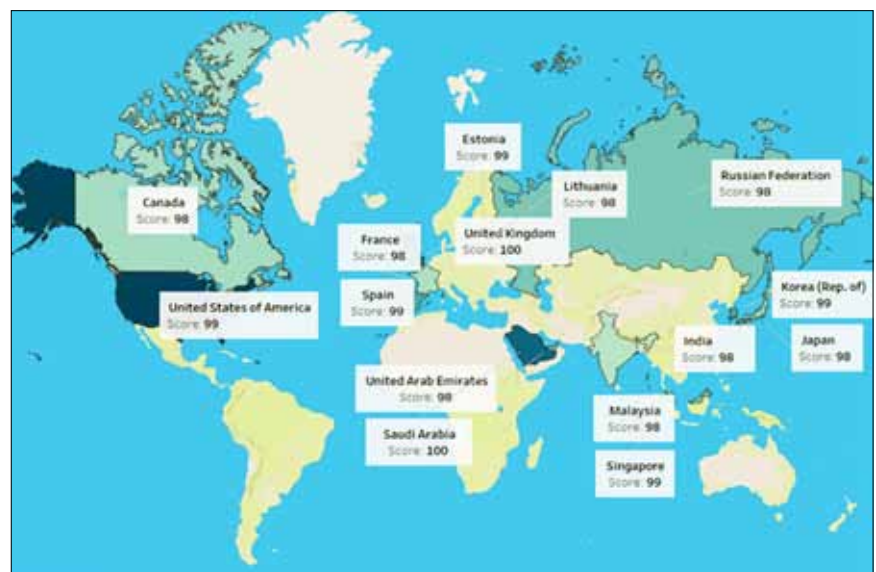 Estonia
Score: 99
Lithuania
Score: 98
Russian Federation
Score: 98
Canada
Score: 98
France
Score: 98
United Kingdom
Score: 100
Spain
Score: 99
Korea (Rep. of)
Score: 99
United States of America
Score: 99
India
Score: 98
Japan
Score: 98
United Arab Emirates
Score: 98
Malaysia
Score: 98
Saudi Arabia
Score: 100
Singapore
Score: 99